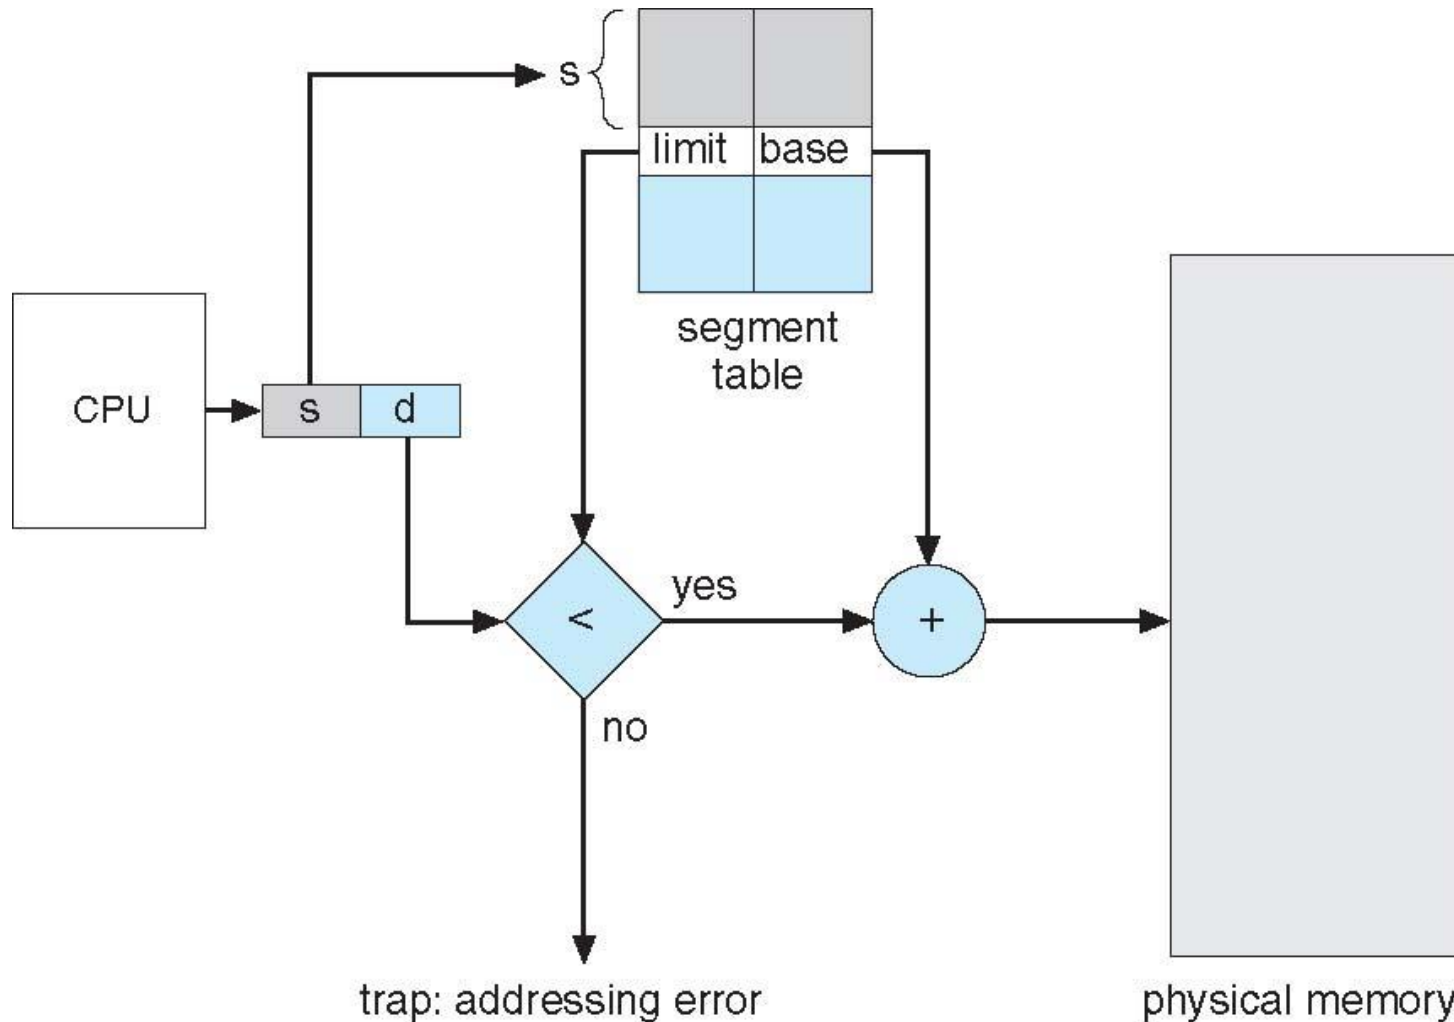 s
limit base
segment
table
CPU
s d
yes
<
+
no
trap: addressing error
physical memory